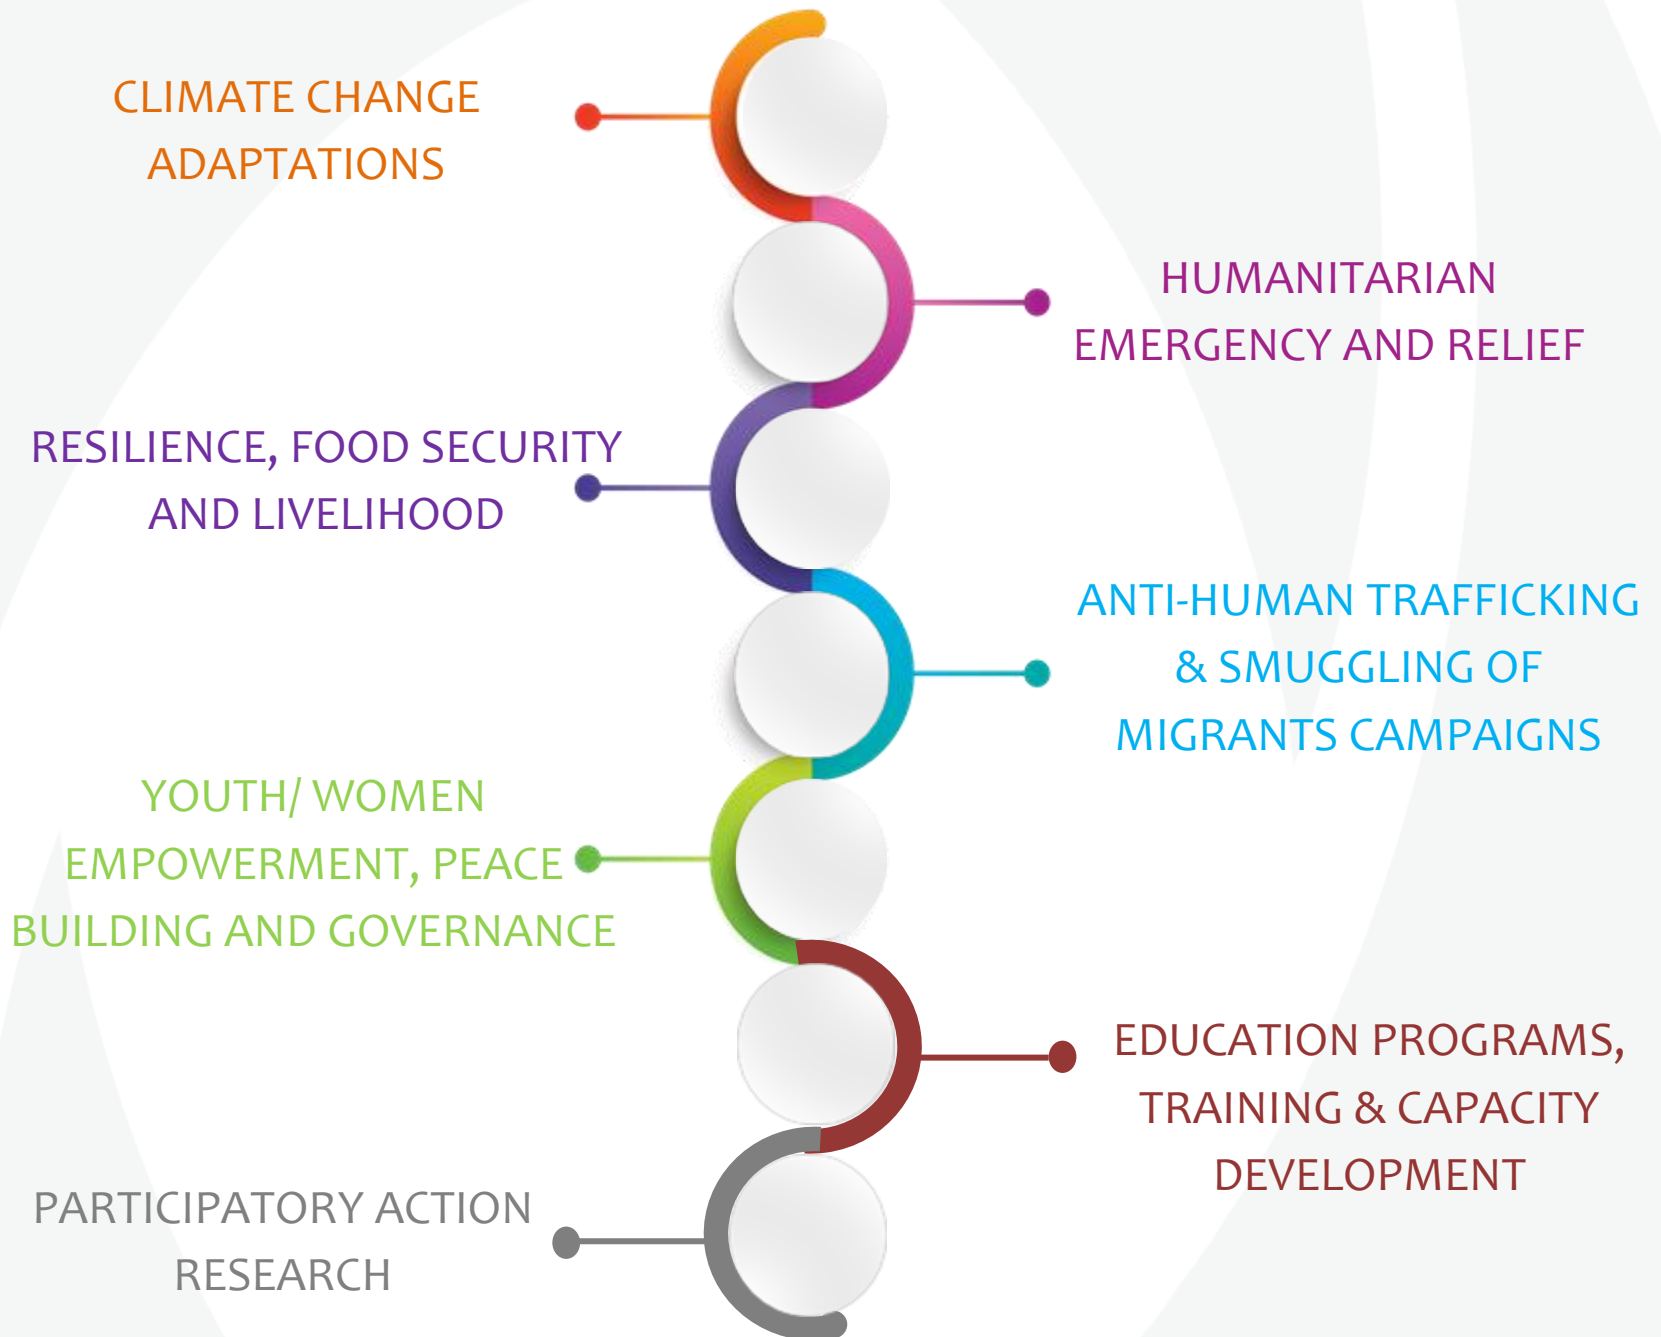 CLIMATE CHANGE
ADAPTATIONS
HUMANITARIAN
EMERGENCY AND RELIEF
RESILIENCE, FOOD SECURITY
AND LIVELIHOOD
ANTI-HUMAN TRAFFICKING
& SMUGGLING OF
MIGRANTS CAMPAIGNS
YOUTH/ WOMEN
EMPOWERMENT, PEACE
BUILDING AND GOVERNANCE
EDUCATION PROGRAMS,
TRAINING & CAPACITY
DEVELOPMENT
PARTICIPATORY ACTION
RESEARCH